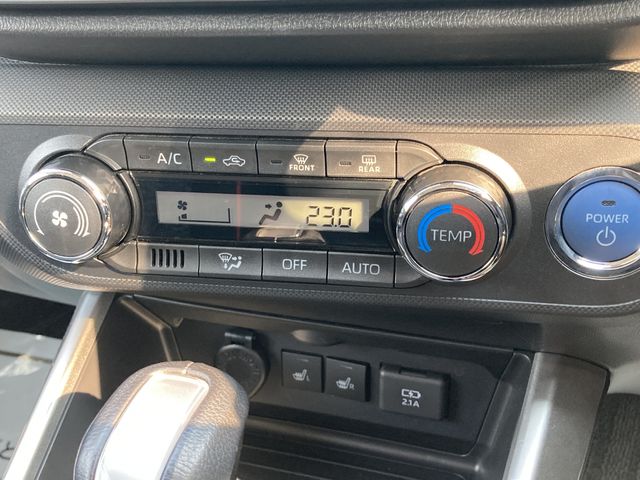 A/C
FRONT
REAR
23.0
TEMP
POWER
OFF
AUTO
L
R
2.1A